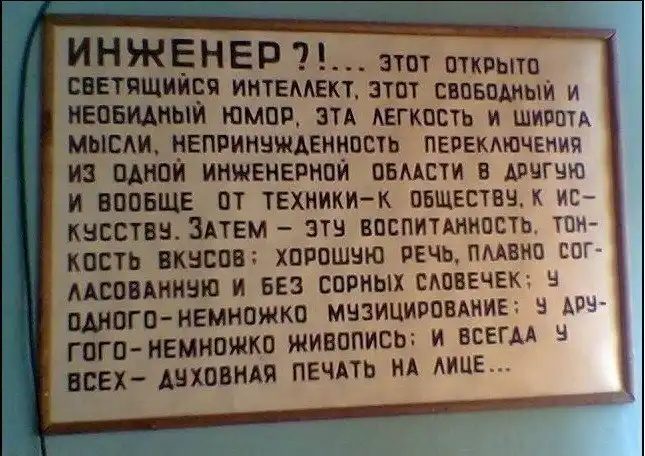 ИНЖЕНЕР?!... ЭТОТ ОТКРЫТО
СВЕТЯЩИЙСЯ ИНТЕЛЛЕКТ, ЭТОТ СВОБОДНЫЙ И
НЕОБИДНЫЙ ЮМОР, ЭТА ЛЕГКОСТЬ И ШИРОТА
МЫСЛИ, НЕПРИНУЖДЕННОСТЬ ПЕРЕКЛЮЧЕНИЯ
ИЗ ОДНОЙ ИНЖЕНЕРНОЙ ОБЛАСТИ В ДРУГУЮ
И ВООБЩЕ ОТ ТЕХНИКИ-К ОБЩЕСТВУ, К ИС-
КУССТВУ. ЗАТЕМ - ЭТУ ВОСПИТАННОСТЬ, ТОН-
КОСТЬ ВКУСОВ; ХОРОШУЮ РЕЧЬ, ПЛАВНО СОГ-
ЛАСОВАННУЮ И БЕЗ СОРНЫХ СЛОВЕЧЕК; У
ОДНОГО-НЕМНОЖКО МУЗИЦИРОВАНИЕ; У ДРУ-
ГОГО-НЕМНОЖКО ЖИВОПИСЬ; И ВСЕГДА У
ВСЕХ- ДУХОВНАЯ ПЕЧАТЬ НА ЛИЦЕ...